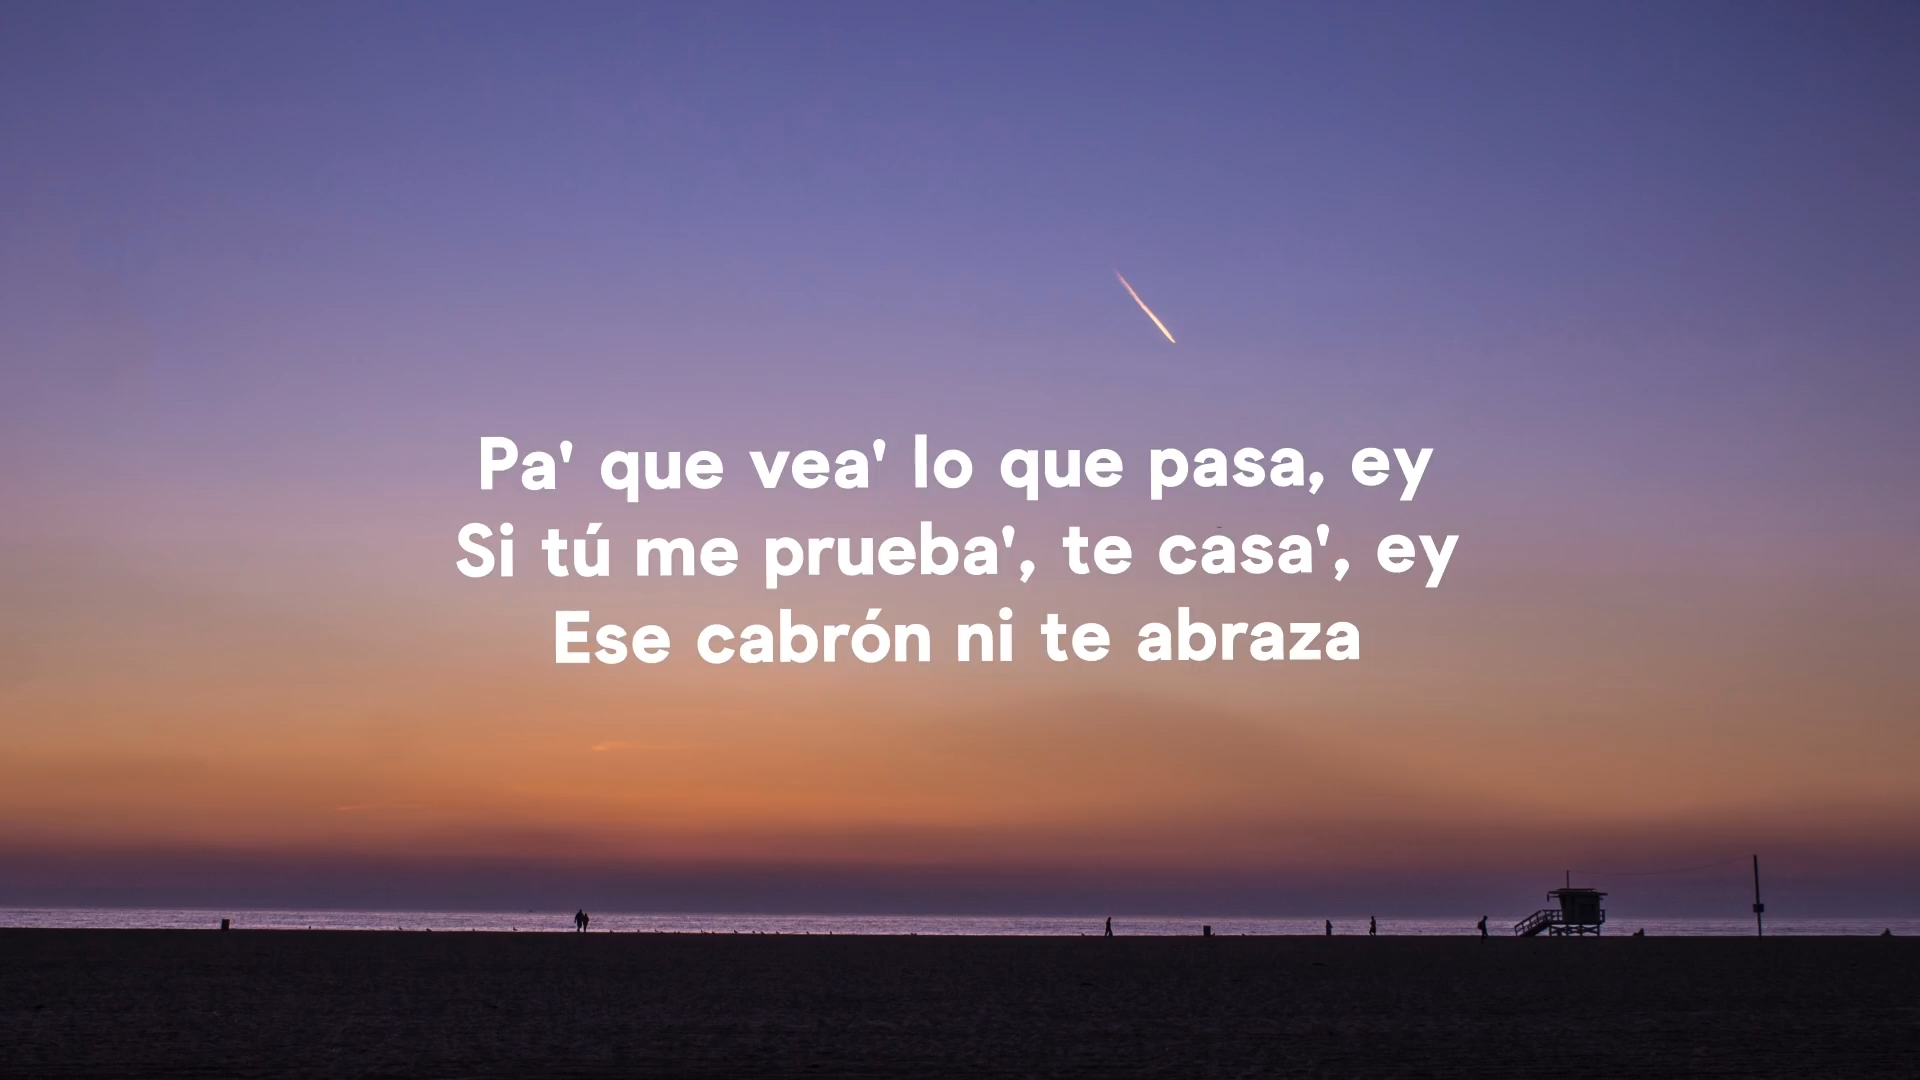 Pa' que vea' lo que pasa, ey
Si tú me prueba', te casa', ey
Ese cabrón ni te abraza